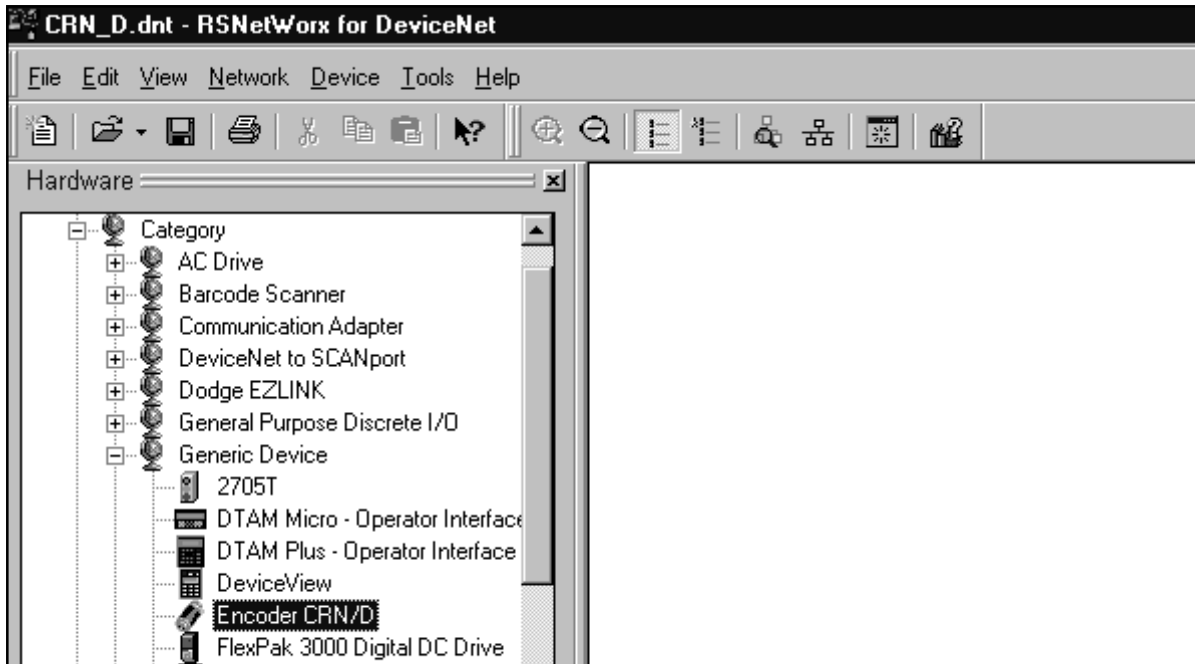 CRN_D.dnt - RSNetWorx for DeviceNet
File Edit View Network Device Tools Help
Hardware
Category
AC Drive
Barcode Scanner
Communication Adapter
DeviceNet to SCANport
Dodge EZLINK
General Purpose Discrete I/O
Generic Device
2705T
DTAM Micro - Operator Interface
DTAM Plus - Operator Interface
DeviceView
Encoder CRN/D
FlexPak 3000 Digital DC Drive